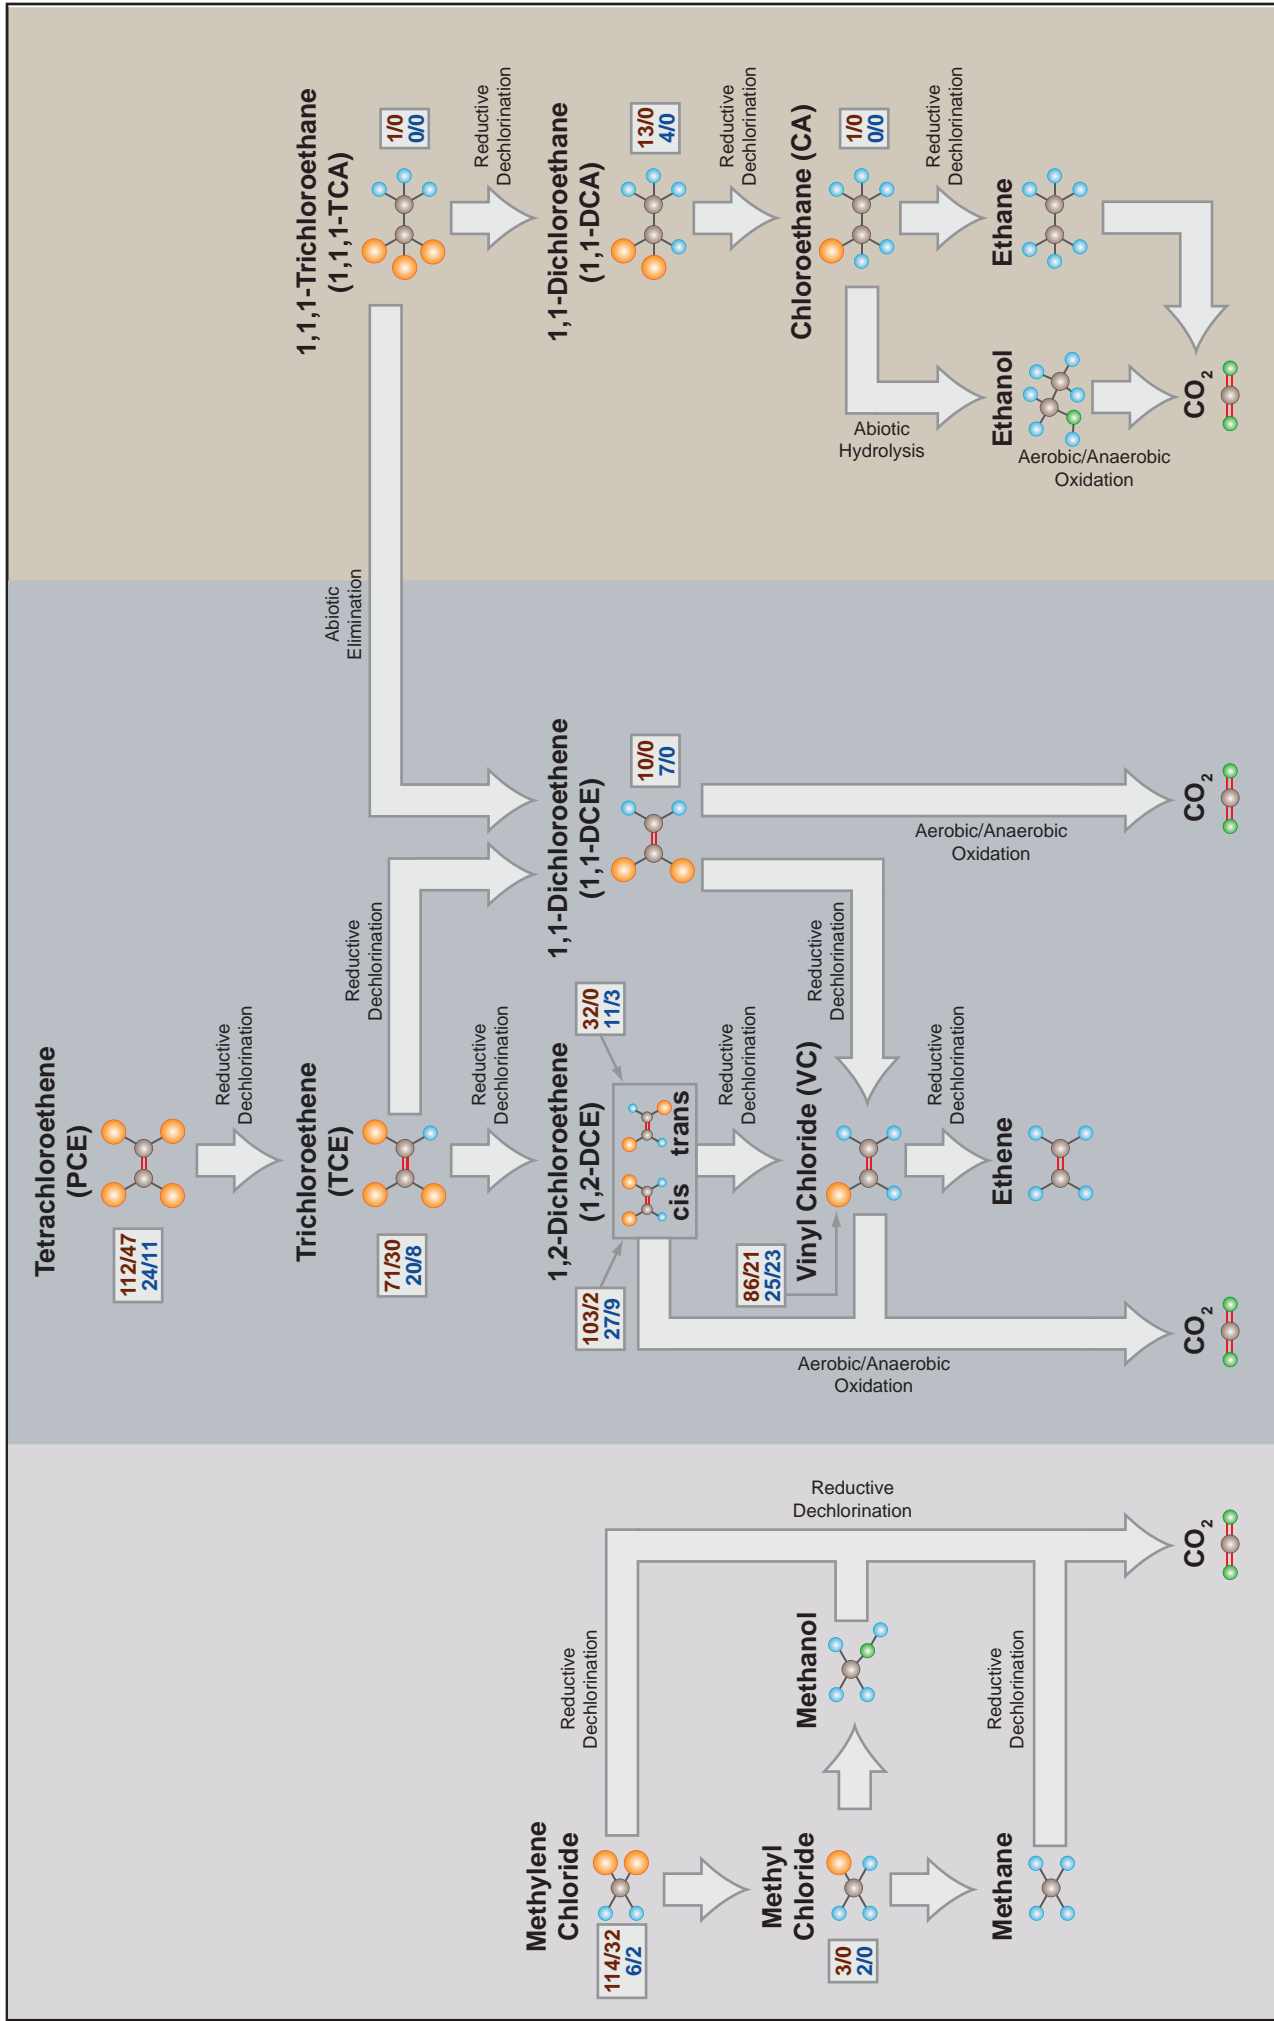 Tetrachloroethene
(PCE)
112/47
24/11
Reductive
Dechlorination
Trichloroethene
(TCE)
71/30
20/8
Reductive
Dechlorination
Reductive
Dechlorination
1,1,1-Trichloroethane
(1,1,1-TCA)
1/0
0/0
Abiotic
Elimination
Reductive
Dechlorination
Methylene
Chloride
114/32
6/2
Reductive
Dechlorination
1,2-Dichloroethene
(1,2-DCE)
103/2
27/9
32/0
11/3
cis
trans
Reductive
Dechlorination
1,1-Dichloroethene
(1,1-DCE)
10/0
7/0
1,1-Dichloroethane
(1,1-DCA)
13/0
4/0
Reductive
Dechlorination
Methyl
Chloride
3/0
2/0
Methanol
Reductive
Dechlorination
86/21
25/23
Vinyl Chloride (VC)
Aerobic/Anaerobic
Oxidation
Reductive
Dechlorination
Reductive
Dechlorination
Aerobic/Anaerobic
Oxidation
Chloroethane (CA)
1/0
0/0
Abiotic
Hydrolysis
Reductive
Dechlorination
Methane
Reductive
Dechlorination
Ethene
Ethanol
Ethane
Aerobic/Anaerobic
Oxidation
CO2
CO2
CO2
CO2